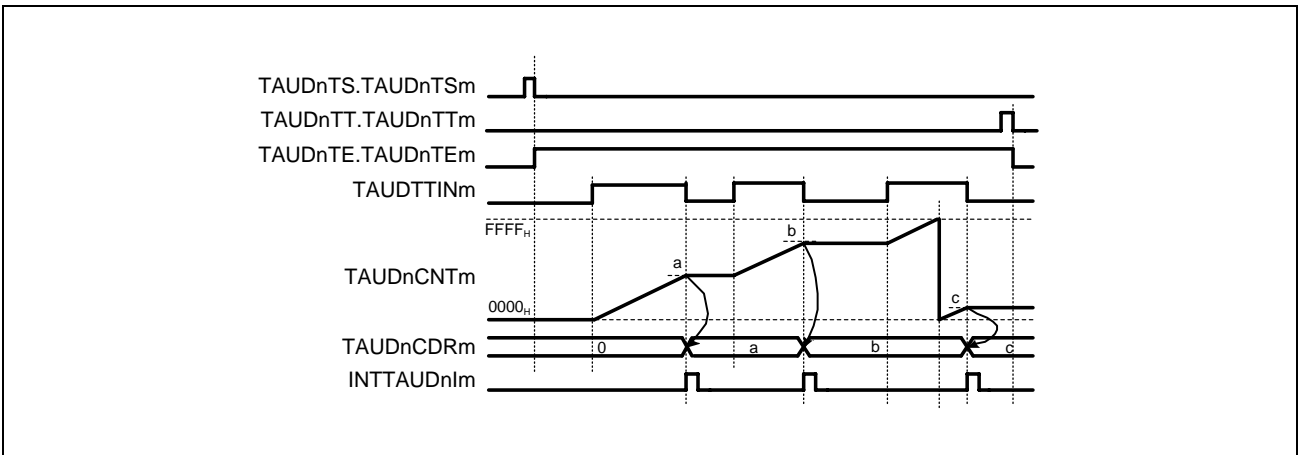 TAUDnTS.TAUDnTSm
TAUDnTT.TAUDnTTm
TAUDnTE.TAUDnTEm
TAUDTTINm
FFFFH
b
a
TAUDnCNTm
c
0000H
TAUDnCDRm 0 a b c
INTTAUDnIm